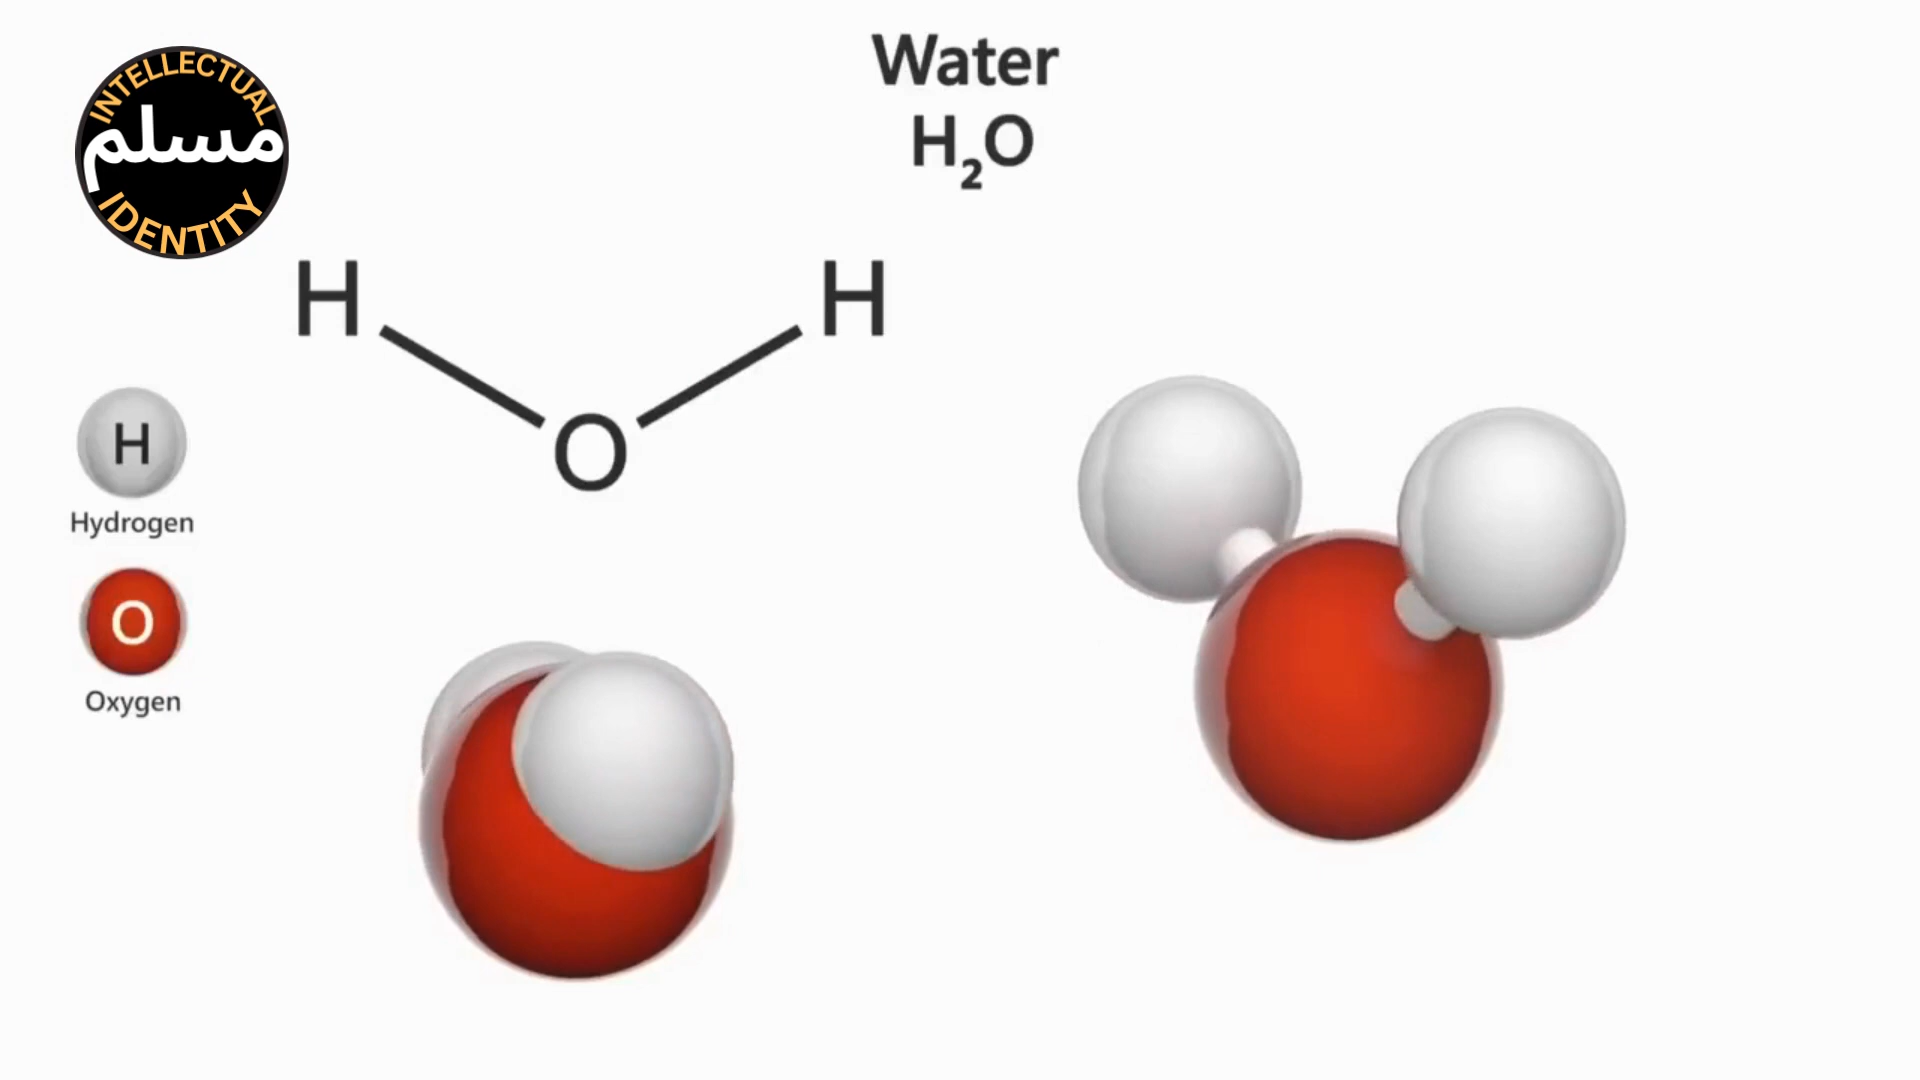 INTELLECTUAL
مسلم
IDENTITY
Water
H₂O
H
H
O
H
Hydrogen
O
Oxygen